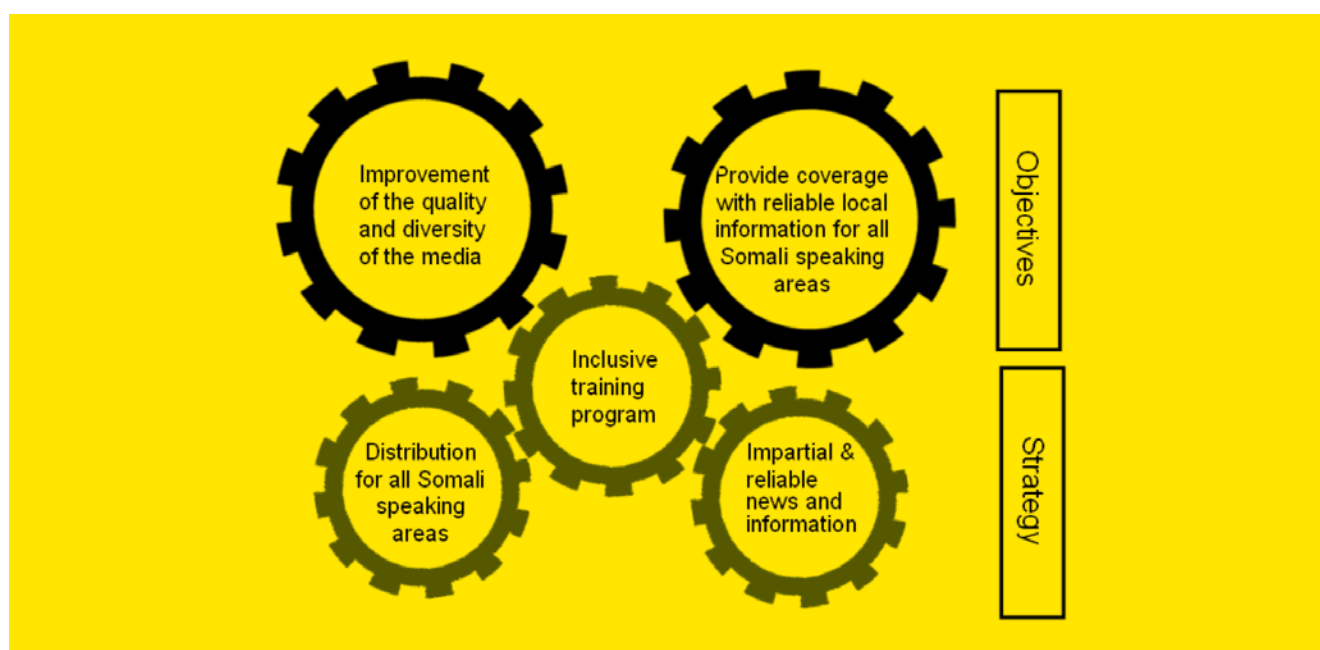 Improvement
of the quality
and diversity
of the media
Provide coverage
with reliable local
information for all
Somali speaking
areas
Objectives
Inclusive
training
program
Distribution
for all Somali
speaking
areas
Impartial &
reliable
news and
information
Strategy